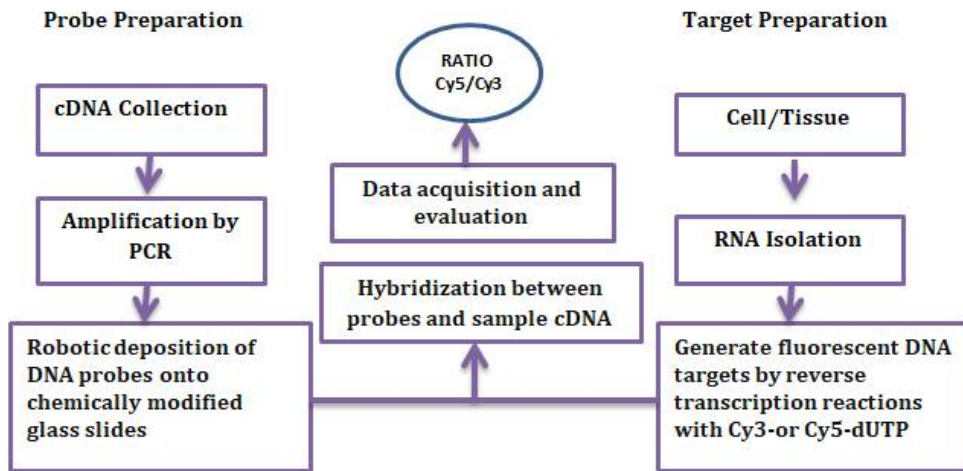 Probe Preparation
Target Preparation
RATIO
Cy5/Cy3
cDNA Collection
Cell/Tissue
Data acquisition and
evaluation
Amplification by
PCR
RNA Isolation
Hybridization between
probes and sample cDNA
Robotic deposition of
DNA probes onto
chemically modified
glass slides
Generate fluorescent DNA
targets by reverse
transcription reactions
with Cy3-or Cy5-dUTP